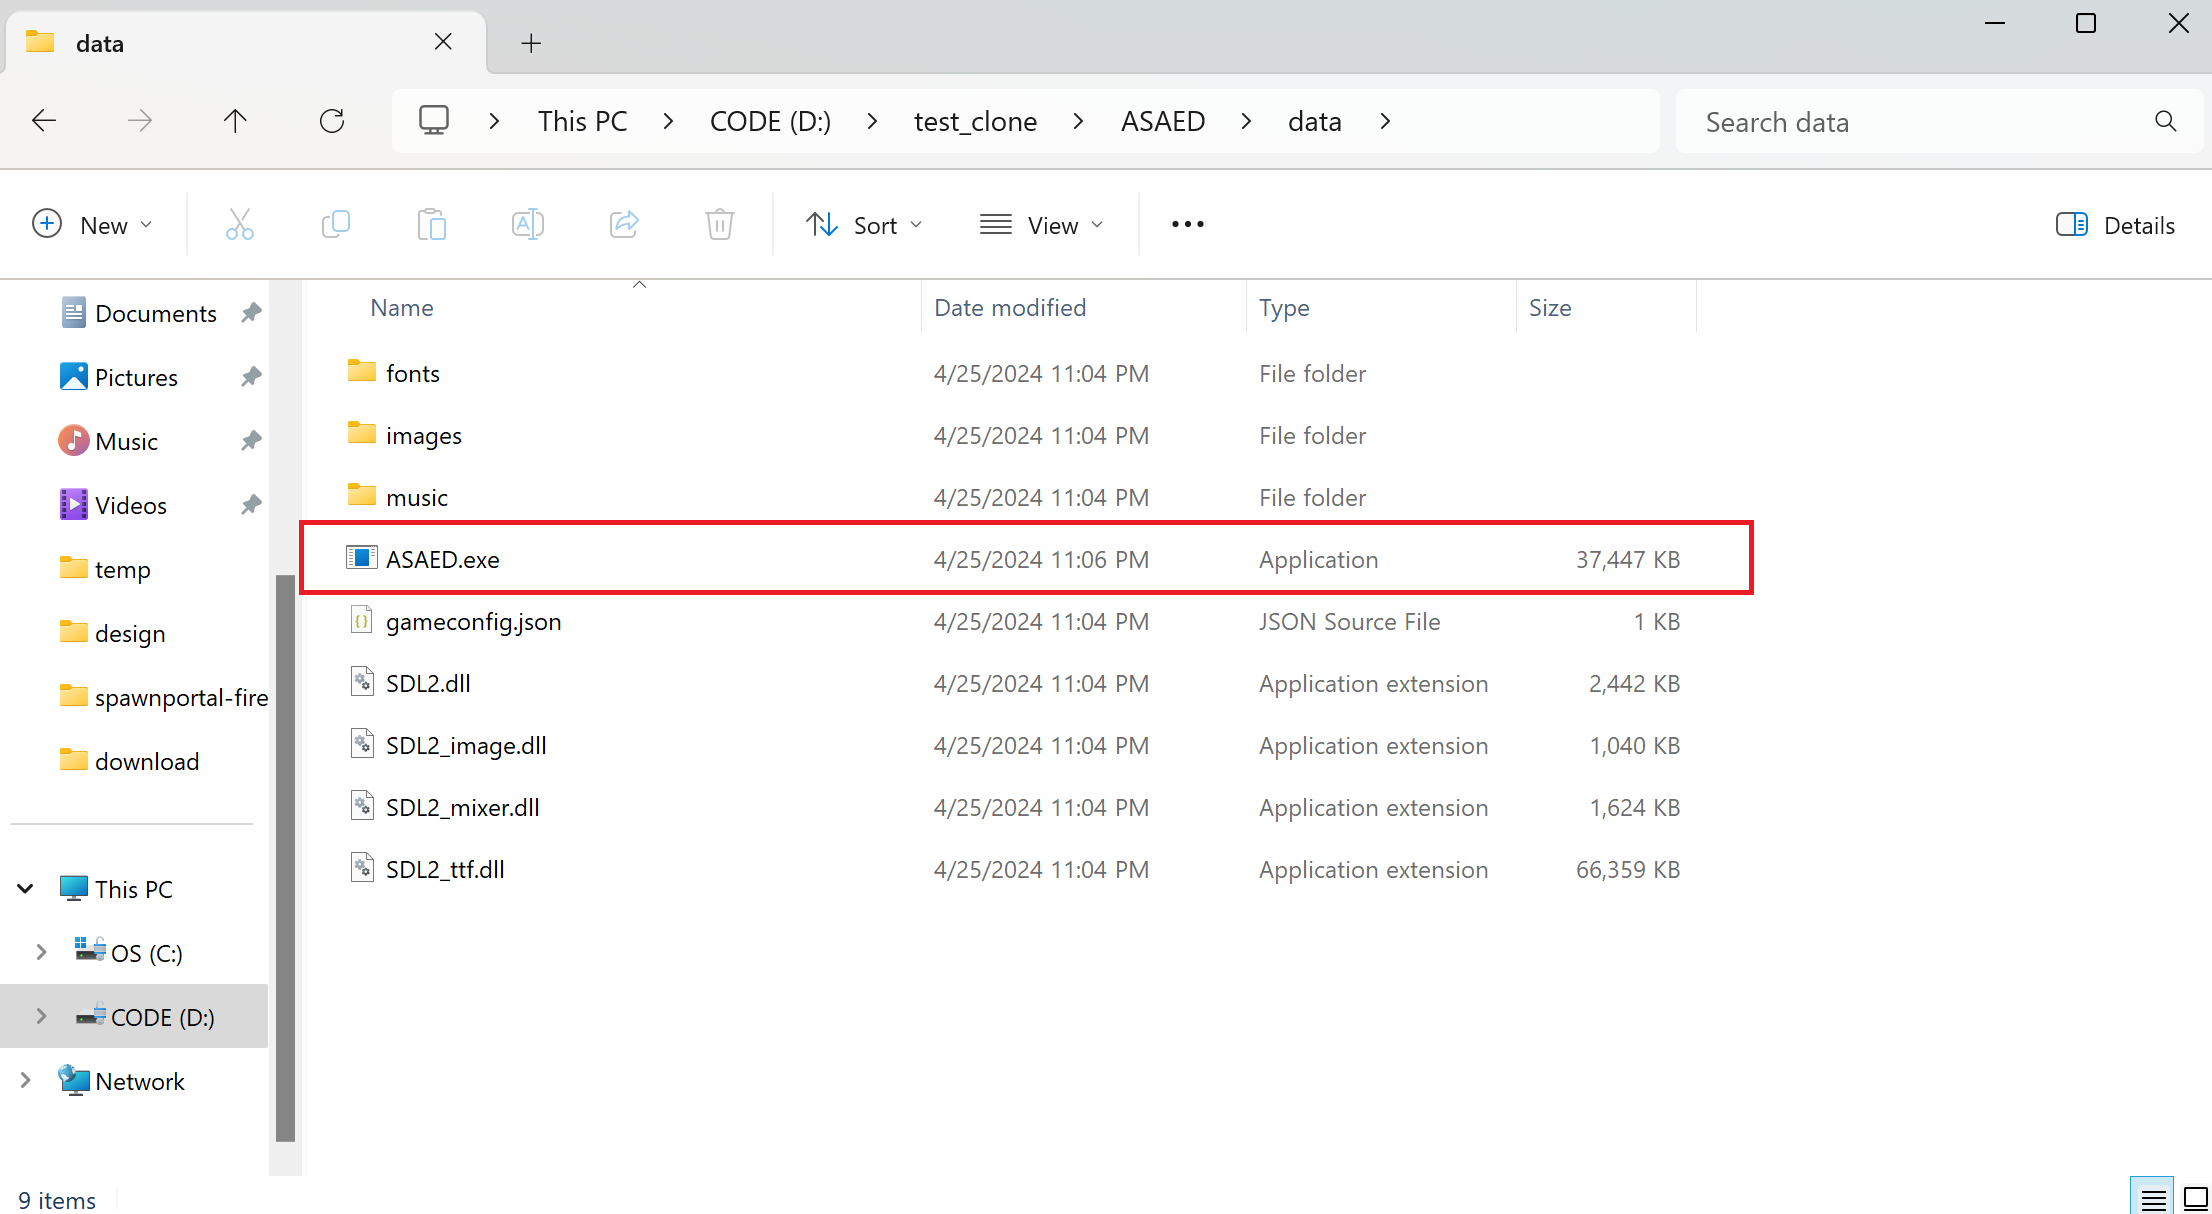 data
This PC > CODE (D:) > test_clone > ASAED > data >
Search data
New
Sort
View
Details
Documents
Pictures
Music
Videos
temp
design
spawnportal-fire
download
This PC
OS (C:)
CODE (D:)
Network
Name Date modified Type Size
fonts 4/25/2024 11:04 PM File folder
images 4/25/2024 11:04 PM File folder
music 4/25/2024 11:04 PM File folder
ASAED.exe 4/25/2024 11:06 PM Application 37,447 KB
gameconfig.json 4/25/2024 11:04 PM JSON Source File 1 KB
SDL2.dll 4/25/2024 11:04 PM Application extension 2,442 KB
SDL2_image.dll 4/25/2024 11:04 PM Application extension 1,040 KB
SDL2_mixer.dll 4/25/2024 11:04 PM Application extension 1,624 KB
SDL2_ttf.dll 4/25/2024 11:04 PM Application extension 66,359 KB
9 items